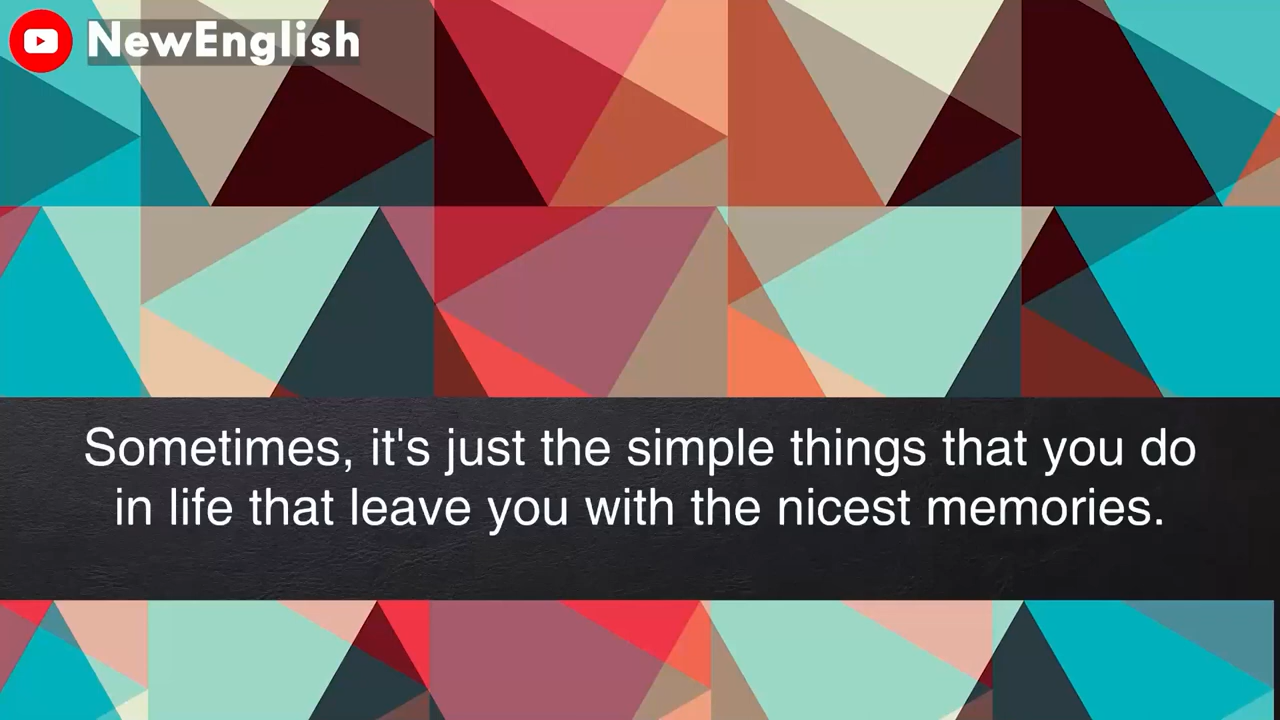 NewEnglish
Sometimes, it's just the simple things that you do
in life that leave you with the nicest memories.